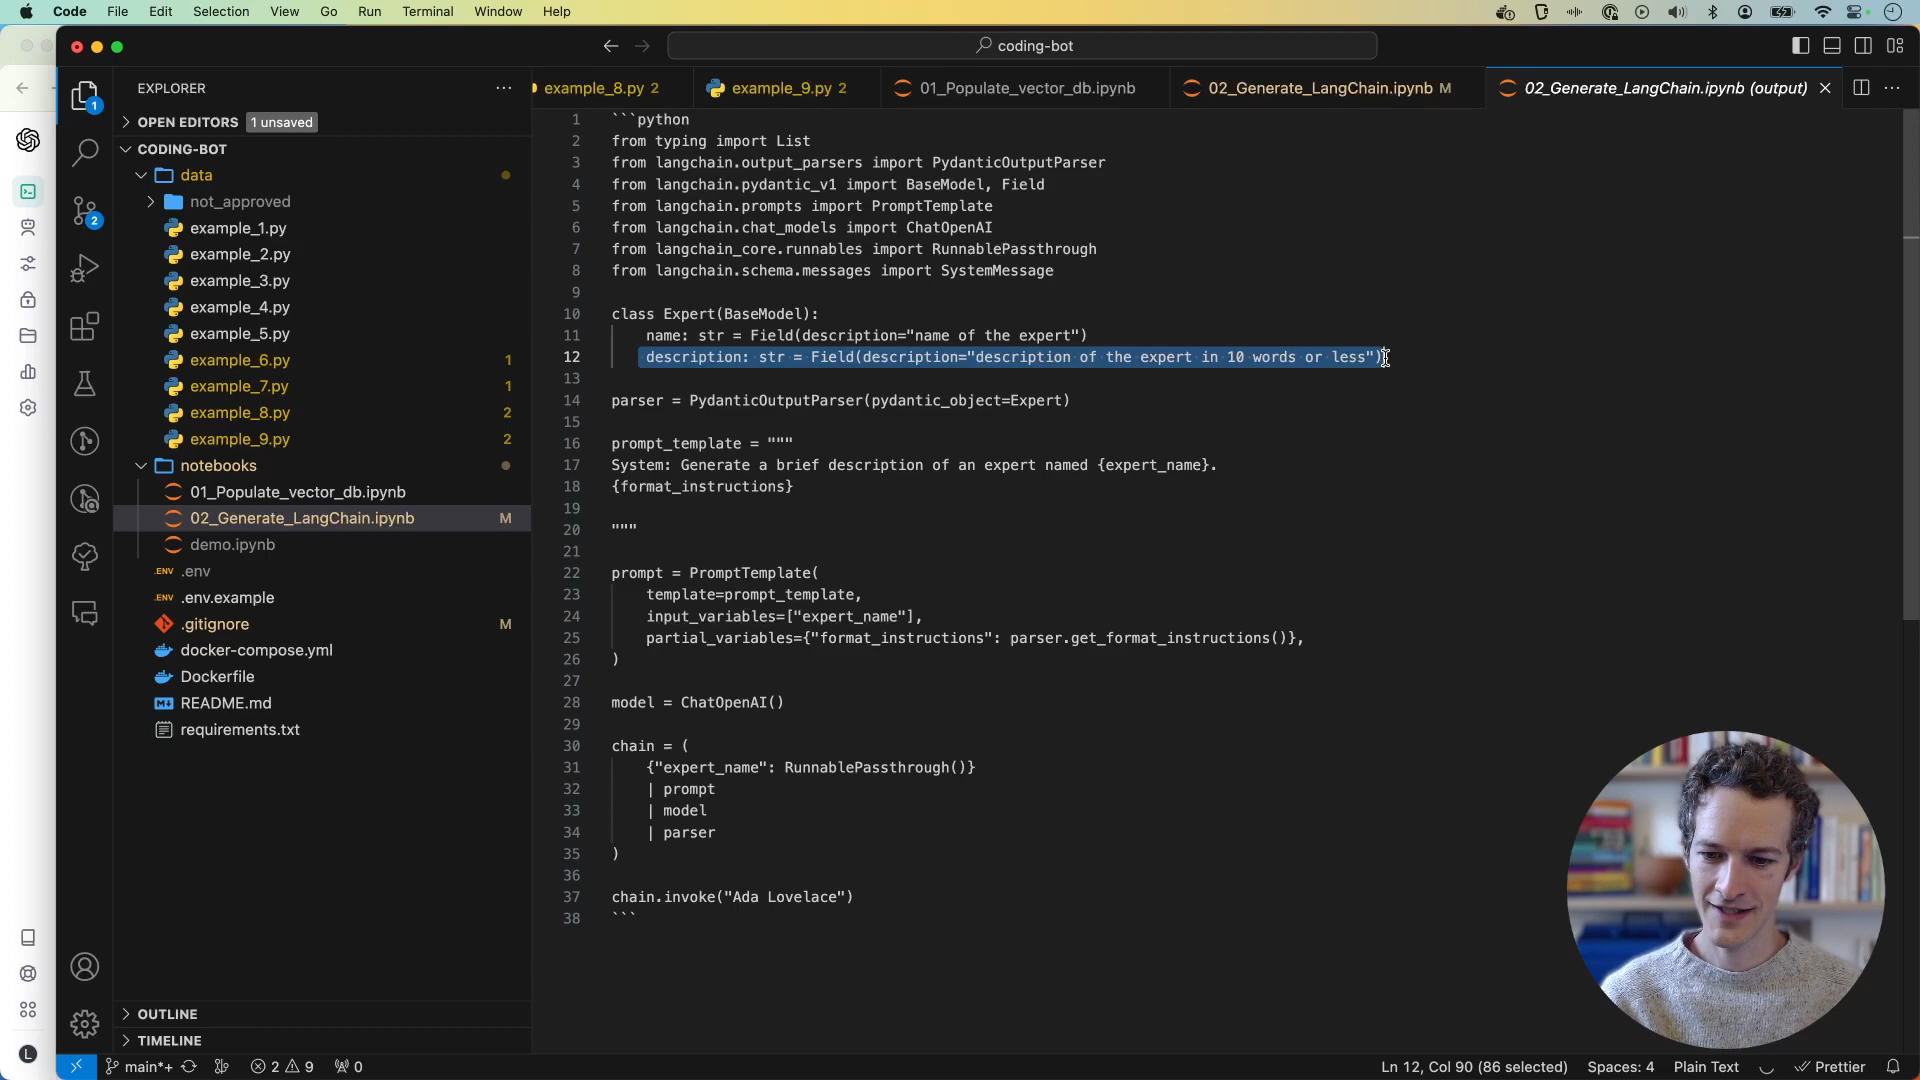 Code File Edit Selection View Go Run Terminal Window Help
coding-bot
EXPLORER
OPEN EDITORS 1 unsaved
CODING-BOT
data
not_approved
example_1.py
example_2.py
example_3.py
example_4.py
example_5.py
example_6.py 1
example_7.py 1
example_8.py 2
example_9.py 2
notebooks
01_Populate_vector_db.ipynb
02_Generate_LangChain.ipynb M
demo.ipynb
.ENV .env
.ENV .env.example
.gitignore M
docker-compose.yml
Dockerfile
README.md
requirements.txt
OUTLINE
TIMELINE
1
2
L
example_8.py 2 example_9.py 2 01_Populate_vector_db.ipynb 02_Generate_LangChain.ipynb M 02_Generate_LangChain.ipynb (output)
1 ```python
2 from typing import List
3 from langchain.output_parsers import PydanticOutputParser
4 from langchain.pydantic_v1 import BaseModel, Field
5 from langchain.prompts import PromptTemplate
6 from langchain.chat_models import ChatOpenAI
7 from langchain_core.runnables import RunnablePassthrough
8 from langchain.schema.messages import SystemMessage
9
10 class Expert(BaseModel):
11 name: str = Field(description="name of the expert")
12 description: str = Field(description="description of the expert in 10 words or less")
13
14 parser = PydanticOutputParser(pydantic_object=Expert)
15
16 prompt_template = """
17 System: Generate a brief description of an expert named {expert_name}.
18 {format_instructions}
19
20 """
21
22 prompt = PromptTemplate(
23 template=prompt_template,
24 input_variables=["expert_name"],
25 partial_variables={"format_instructions": parser.get_format_instructions()},
26 )
27
28 model = ChatOpenAI()
29
30 chain = (
31 {"expert_name": RunnablePassthrough()}
32 | prompt
33 | model
34 | parser
35 )
36
37 chain.invoke("Ada Lovelace")
38 ```
main*+ 2 9 0 Ln 12, Col 90 (86 selected) Spaces: 4 Plain Text Prettier